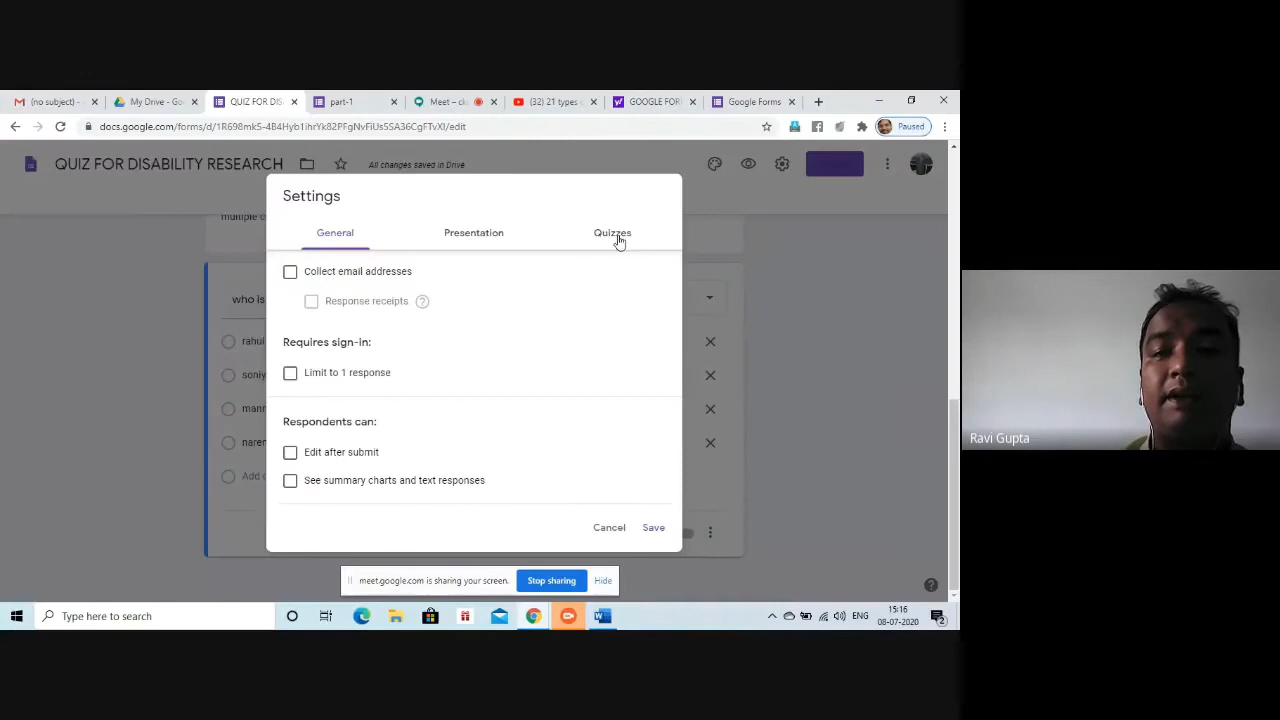 (no subject) -
My Drive - Go
QUIZ FOR DIS
part-1
Meet –
(32) 21 types
GOOGLE FOR
Google Forms
docs.google.com/forms/d/1R698mkS-4B4Hyb1ihrYk82PFgNvFiUs5SA36CgFTvXI/edit
Paused
QUIZ FOR DISABILITY RESEARCH
All changes saved in Drive
Settings
General
Presentation
Quizzes
multiple
Collect email addresses
Response receipts
who is
Requires sign-in:
rahul
Limit to 1 response
soniy
Respondents can:
naren
Edit after submit
Add
See summary charts and text responses
Cancel
Save
meet.google.com is sharing your screen.
Stop sharing
Hide
Type here to search
ENG
15:16
08-07-2020
2
Ravi Gupta